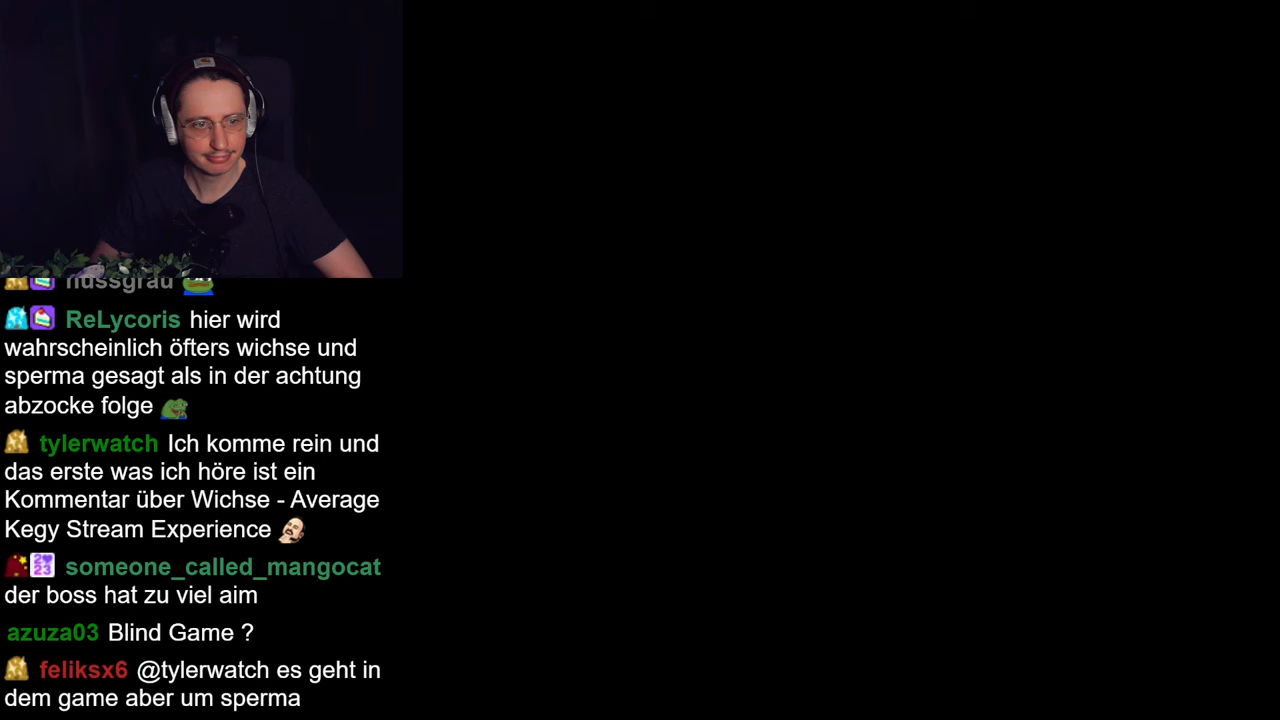 nussgrau
ReLycoris hier wird
wahrscheinlich öfters wichse und
sperma gesagt als in der achtung
abzocke folge
tylerwatch Ich komme rein und
das erste was ich höre ist ein
Kommentar über Wichse - Average
Kegy Stream Experience
someone_called_mangocat
der boss hat zu viel aim
azuza03 Blind Game ?
feliksx6 @tylerwatch es geht in
dem game aber um sperma